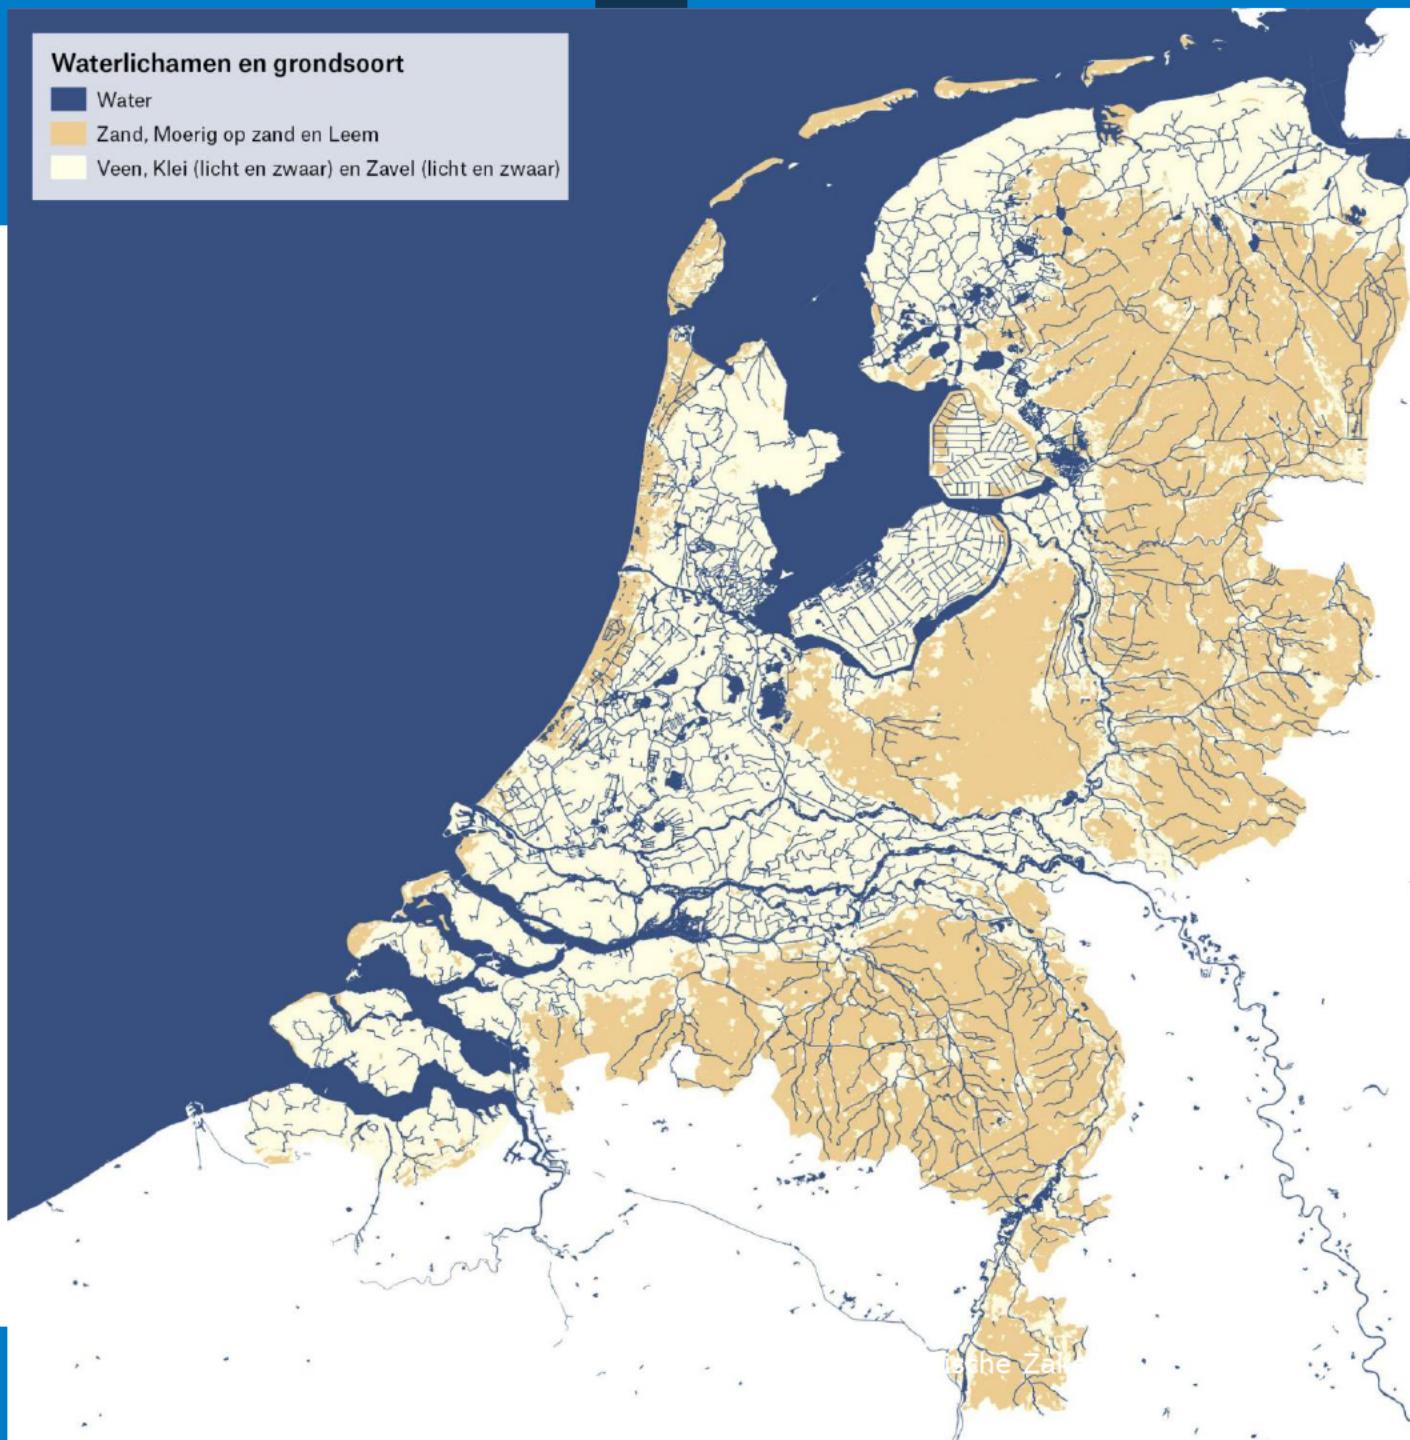 Waterlichamen en grondsoort
Water
Zand, Moerig op zand en Leem
Veen, Klei (licht en zwaar) en Zavel (licht en zwaar)